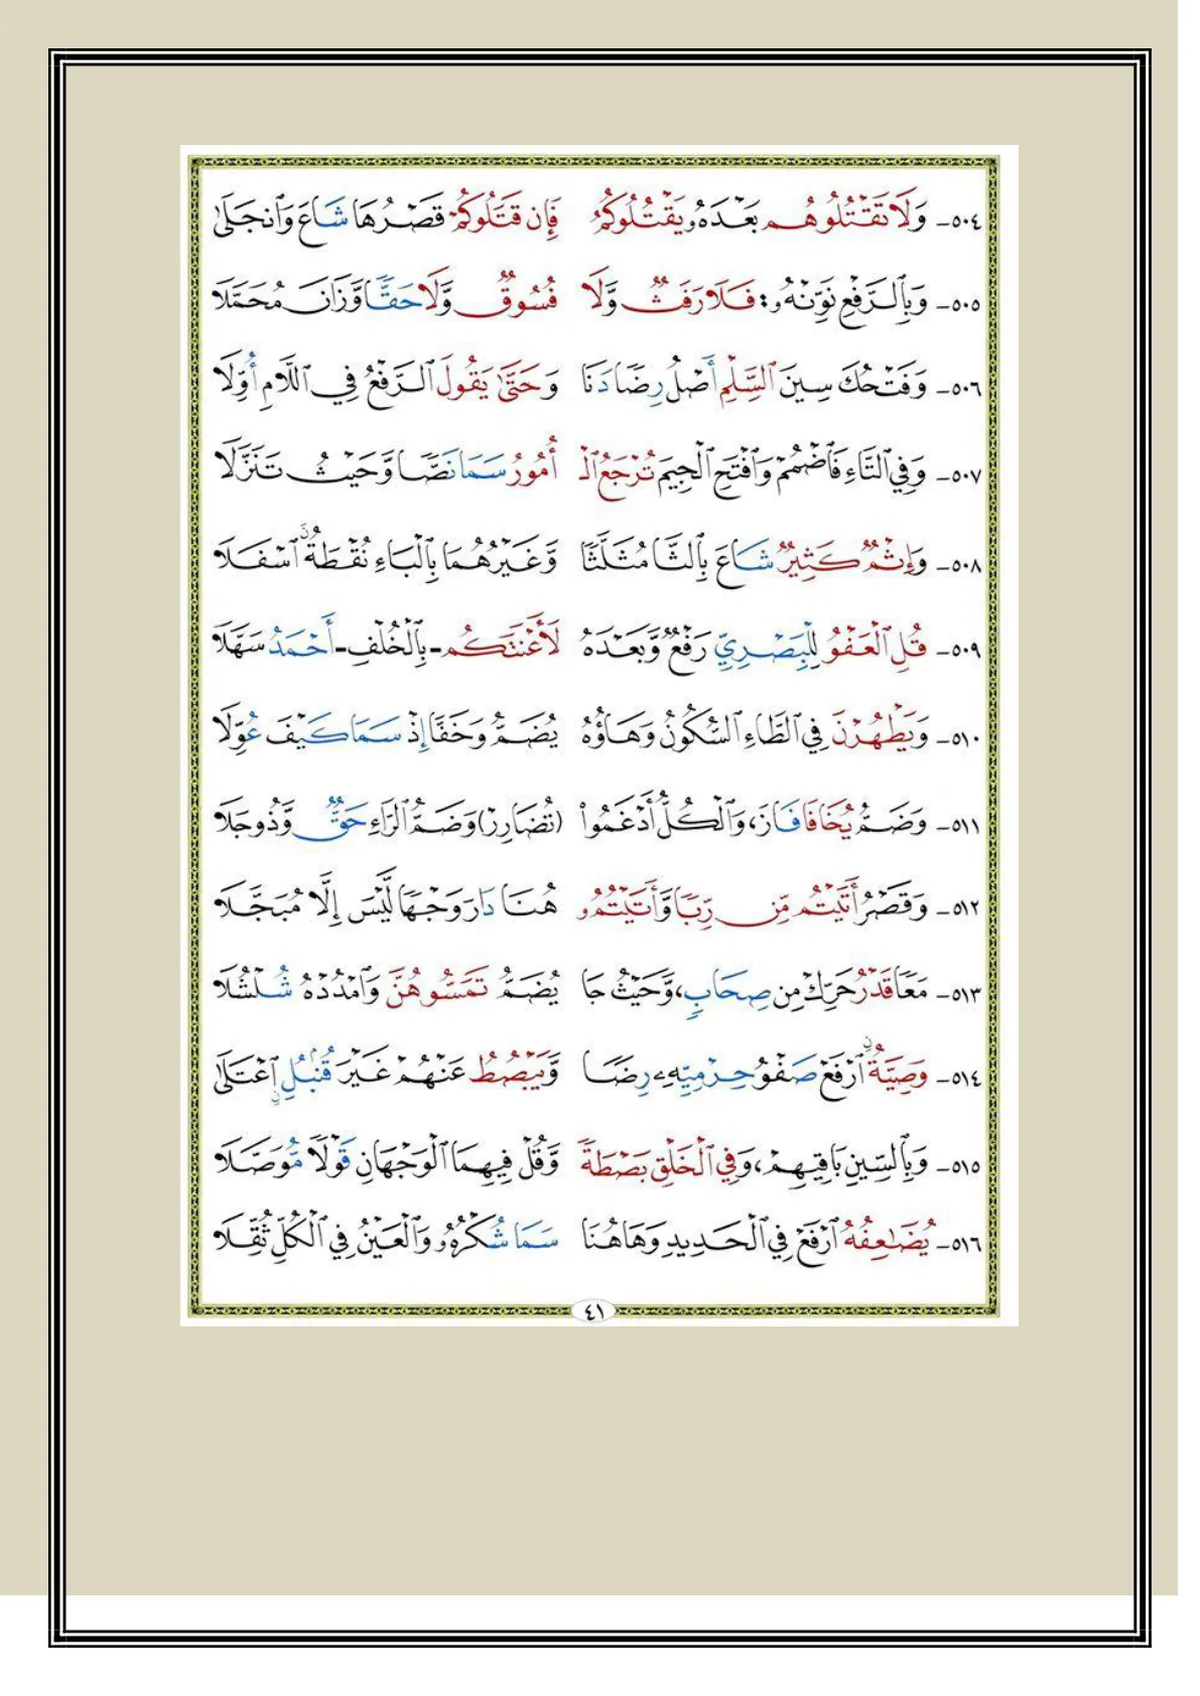 ٥٠٤- وَلَا تَقْتُلُوهُمْ بَعْدَهُ يَقْتُلُوكُمُ فَإِن قَتَلُوكُمْ قَصْرُهَا شَاعَ وَانْجَلَىٰ
٥٠٥- وَبِالرَّفْعِ نَوِّنْهُ: فَلَا رَفَثٌ وَّلَا فُسُوقٌ وَّلَا حَقًّا وَّزَانَ مُحَمَّلَا
٥٠٦- وَفَتْحُكَ سِينَ السَّلْمِ أَصْلُ رِضًا دَنَا وَحَتَّىٰ يَقُولَ الرَّفْعُ فِي اللَّامِ أُوِّلَا
٥٠٧- وَفِي التَّاءِ فَاضْمُمْ وَافْتَحِ الْجِيمَ تُرْجَعُ الْـ أُمُورُ سَمَا نَصًّا وَّحَيْثُ تَنَزَّلَا
٥٠٨- وَإِثْمٌ كَثِيرٌ شَاعَ بِالثَّا مُثَلَّثًا وَّغَيْرُهُمَا بِالْبَاءِ نُقْطَةٌ اسْفَلَا
٥٠٩- قُلِ الْعَفْوُ لِلْبَصْرِيِّ رَفْعٌ وَّبَعْدَهُ لَأَعْنَتَكُم - بِالْخُلْفِ - أَحْمَدُ سَهَّلَا
٥١٠- وَيَطْهُرْنَ فِي الطَّاءِ السُّكُونُ وَهَاؤُهُ يُضَمُّ وَخَفَّا إِذْ سَمَا كَيْفَ عُوِّلَا
٥١١- وَضَمُّ يُخَافَا فَازَ، وَالْكُلُّ أَدْغَمُوا (تُضَارِرْ) وَضَمُّ الرَّاءِ حَقٌّ وَّذُو جَلَا
٥١٢- وَقَصْرُ أَتَيْتُم مِّن رِّبًا وَّأَتَيْتُمُ هُنَا دَارَ وَجْهًا لَّيْسَ إِلَّا مُبَجَّلَا
٥١٣- مَعًا قَدْرُ حَرِّكْ مِن صِحَابٍ، وَّحَيْثُ جَا يُضَمُّ تَمَسُّوهُنَّ وَامْدُدْهُ شُلْشُلَا
٥١٤- وَصِيَّةٌ ارْفَعْ صَفْوُ حِرْمِيِّهِ رِضًا وَّيَبْصُطُ عَنْهُمْ غَيْرَ قُنْبُلٍ اعْتَلَىٰ
٥١٥- وَبِالسِّينِ بَاقِيهِمْ، وَفِي الْخَلْقِ بَصْطَةً وَّقُلْ فِيهِمَا الْوَجْهَانِ قَوْلًا مُّوَصَّلَا
٥١٦- يُضَاعِفُهُ ارْفَعْ فِي الْحَدِيدِ وَهَاهُنَا سَمَا شُكْرُهُ وَالْعَيْنُ فِي الْكُلِّ ثُقِّلَا
٤١